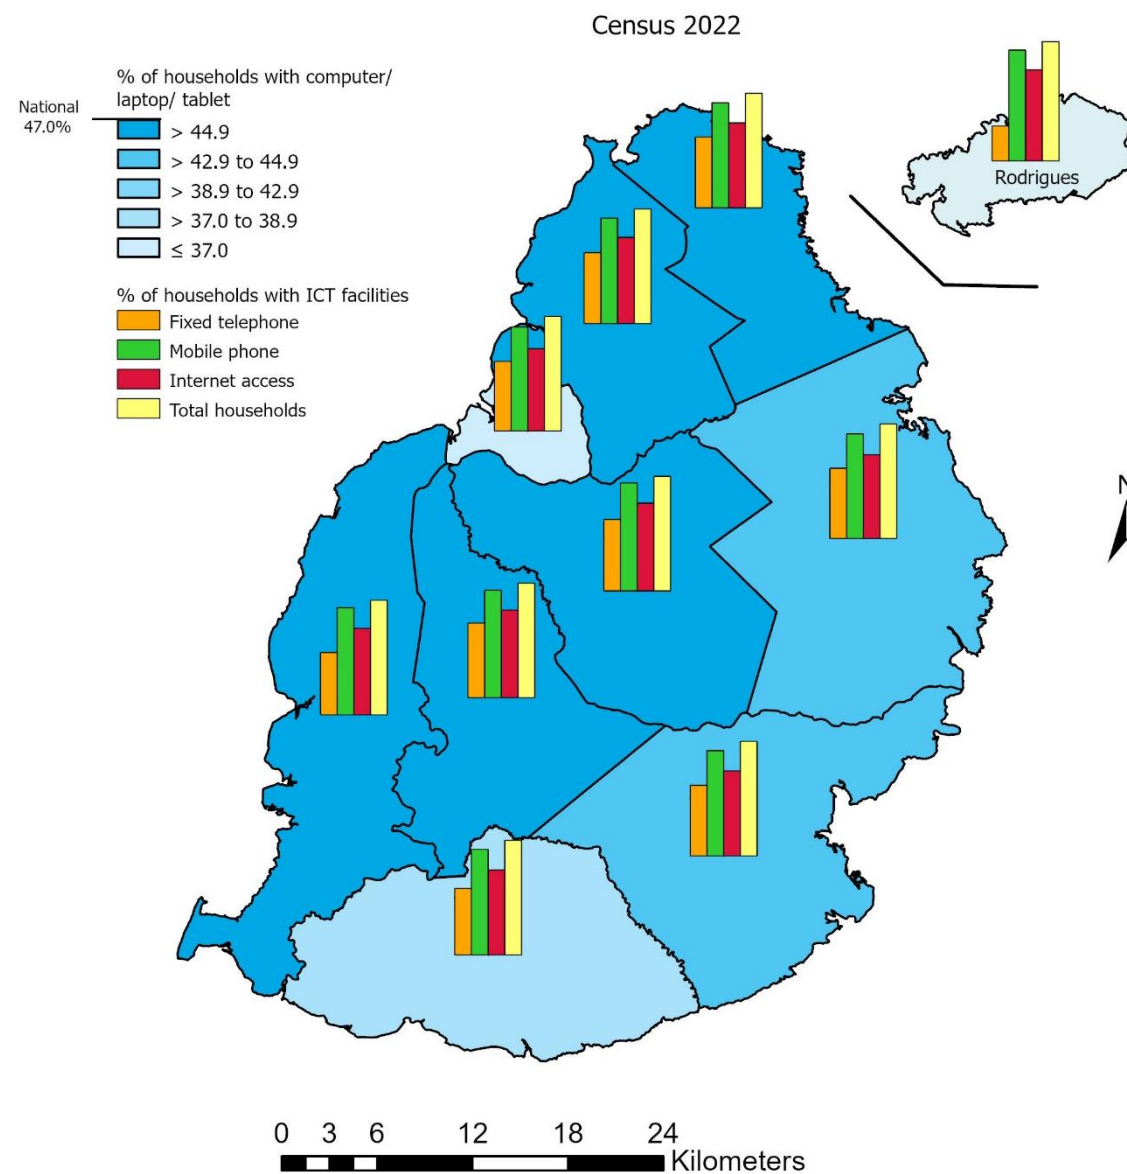 Census 2022
% of households with computer/
laptop/ tablet
National
47.0%
> 44.9
> 42.9 to 44.9
> 38.9 to 42.9
> 37.0 to 38.9
≤ 37.0
% of households with ICT facilities
Fixed telephone
Mobile phone
Internet access
Total households
Rodrigues
N
0 3 6 12 18 24
Kilometers